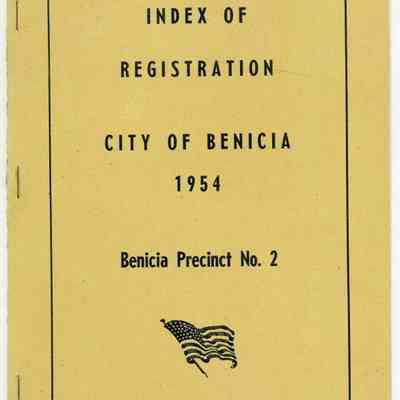 INDEX OF
REGISTRATION
CITY OF BENICIA
1954
Benicia Precinct No. 2